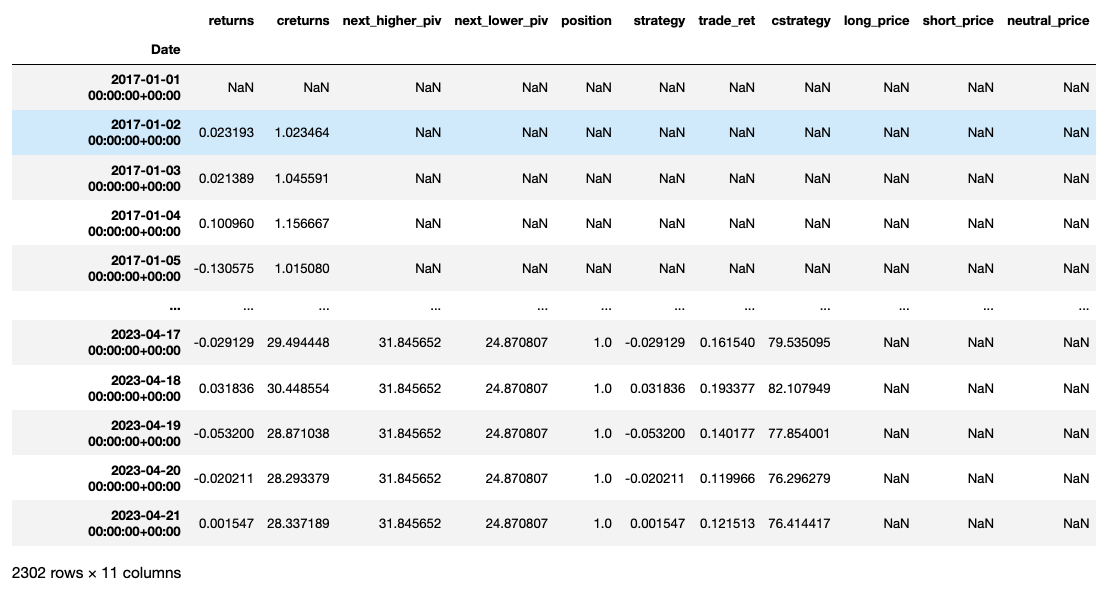 returns creturns next_higher_piv next_lower_piv position strategy trade_ret cstrategy long_price short_price neutral_price
Date
2017-01-01 00:00:00+00:00 NaN NaN NaN NaN NaN NaN NaN NaN NaN NaN NaN
2017-01-02 00:00:00+00:00 0.023193 1.023464 NaN NaN NaN NaN NaN NaN NaN NaN NaN
2017-01-03 00:00:00+00:00 0.021389 1.045591 NaN NaN NaN NaN NaN NaN NaN NaN NaN
2017-01-04 00:00:00+00:00 0.100960 1.156667 NaN NaN NaN NaN NaN NaN NaN NaN NaN
2017-01-05 00:00:00+00:00 -0.130575 1.015080 NaN NaN NaN NaN NaN NaN NaN NaN NaN
... ... ... ... ... ... ... ... ... ... ... ...
2023-04-17 00:00:00+00:00 -0.029129 29.494448 31.845652 24.870807 1.0 -0.029129 0.161540 79.535095 NaN NaN NaN
2023-04-18 00:00:00+00:00 0.031836 30.448554 31.845652 24.870807 1.0 0.031836 0.193377 82.107949 NaN NaN NaN
2023-04-19 00:00:00+00:00 -0.053200 28.871038 31.845652 24.870807 1.0 -0.053200 0.140177 77.854001 NaN NaN NaN
2023-04-20 00:00:00+00:00 -0.020211 28.293379 31.845652 24.870807 1.0 -0.020211 0.119966 76.296279 NaN NaN NaN
2023-04-21 00:00:00+00:00 0.001547 28.337189 31.845652 24.870807 1.0 0.001547 0.121513 76.414417 NaN NaN NaN
2302 rows × 11 columns